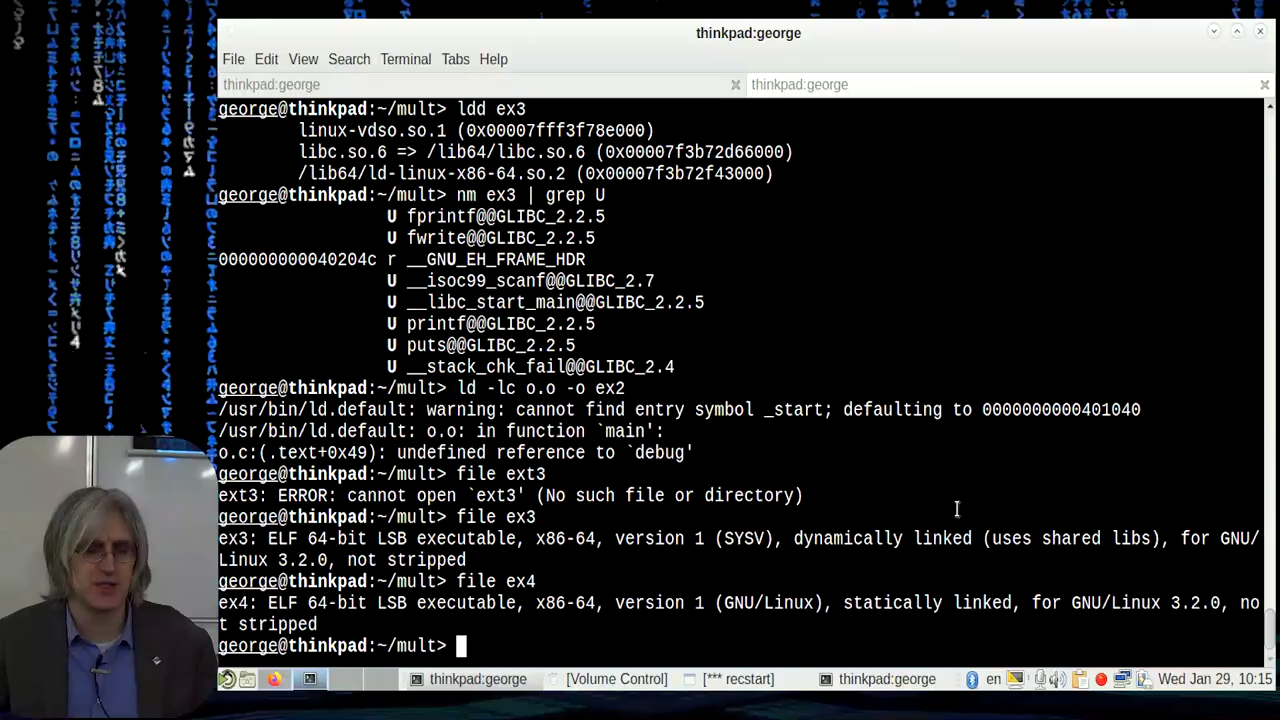 thinkpad:george
File Edit View Search Terminal Tabs Help
thinkpad:george thinkpad:george
george@thinkpad:~/mult> ldd ex3
linux-vdso.so.1 (0x00007fff3f78e000)
libc.so.6 => /lib64/libc.so.6 (0x00007f3b72d66000)
/lib64/ld-linux-x86-64.so.2 (0x00007f3b72f43000)
george@thinkpad:~/mult> nm ex3 | grep U
U fprintf@@GLIBC_2.2.5
U fwrite@@GLIBC_2.2.5
000000000040204c r __GNU_EH_FRAME_HDR
U __isoc99_scanf@@GLIBC_2.7
U __libc_start_main@@GLIBC_2.2.5
U printf@@GLIBC_2.2.5
U puts@@GLIBC_2.2.5
U __stack_chk_fail@@GLIBC_2.4
george@thinkpad:~/mult> ld -lc o.o -o ex2
/usr/bin/ld.default: warning: cannot find entry symbol _start; defaulting to 0000000000401040
/usr/bin/ld.default: o.o: in function `main':
o.c:(.text+0x49): undefined reference to `debug'
george@thinkpad:~/mult> file ext3
ext3: ERROR: cannot open `ext3' (No such file or directory)
george@thinkpad:~/mult> file ex3
ex3: ELF 64-bit LSB executable, x86-64, version 1 (SYSV), dynamically linked (uses shared libs), for GNU/
Linux 3.2.0, not stripped
george@thinkpad:~/mult> file ex4
ex4: ELF 64-bit LSB executable, x86-64, version 1 (GNU/Linux), statically linked, for GNU/Linux 3.2.0, no
t stripped
george@thinkpad:~/mult>
thinkpad:george [Volume Control] [*** recstart] thinkpad:george en Wed Jan 29, 10:15